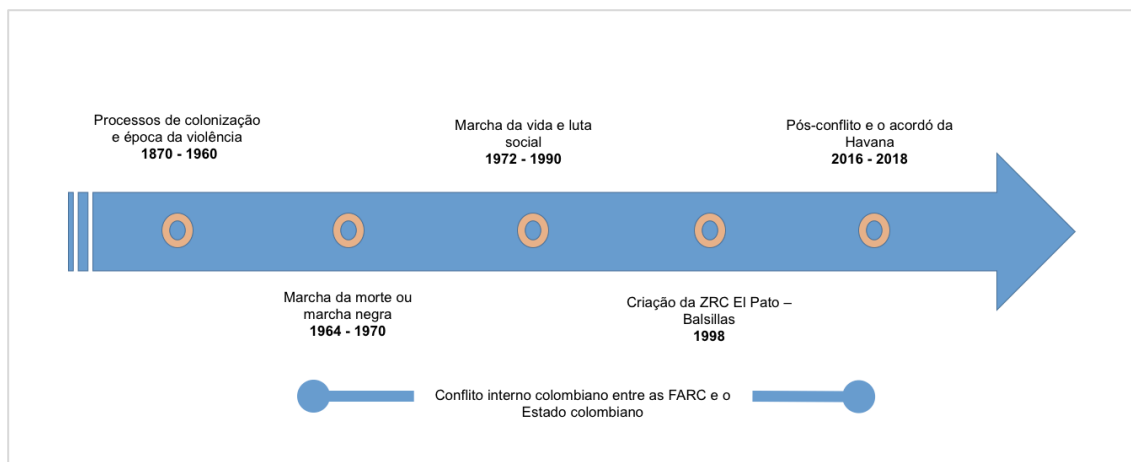 Processos de colonização
e época da violência
1870 - 1960
Marcha da vida e luta
social
1972 - 1990
Pós-conflito e o acordó da
Havana
2016 - 2018
Marcha da morte ou
marcha negra
1964 - 1970
Criação da ZRC El Pato –
Balsillas
1998
Conflito interno colombiano entre as FARC e o
Estado colombiano